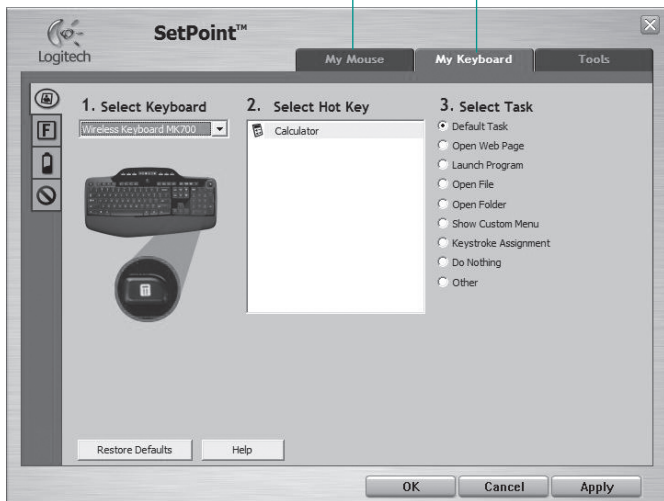 Logitech
SetPoint™
My Mouse
My Keyboard
Tools
1. Select Keyboard
Wireless Keyboard MK700
2. Select Hot Key
Calculator
3. Select Task
Default Task
Open Web Page
Launch Program
Open File
Open Folder
Show Custom Menu
Keystroke Assignment
Do Nothing
Other
F
Restore Defaults
Help
OK
Cancel
Apply